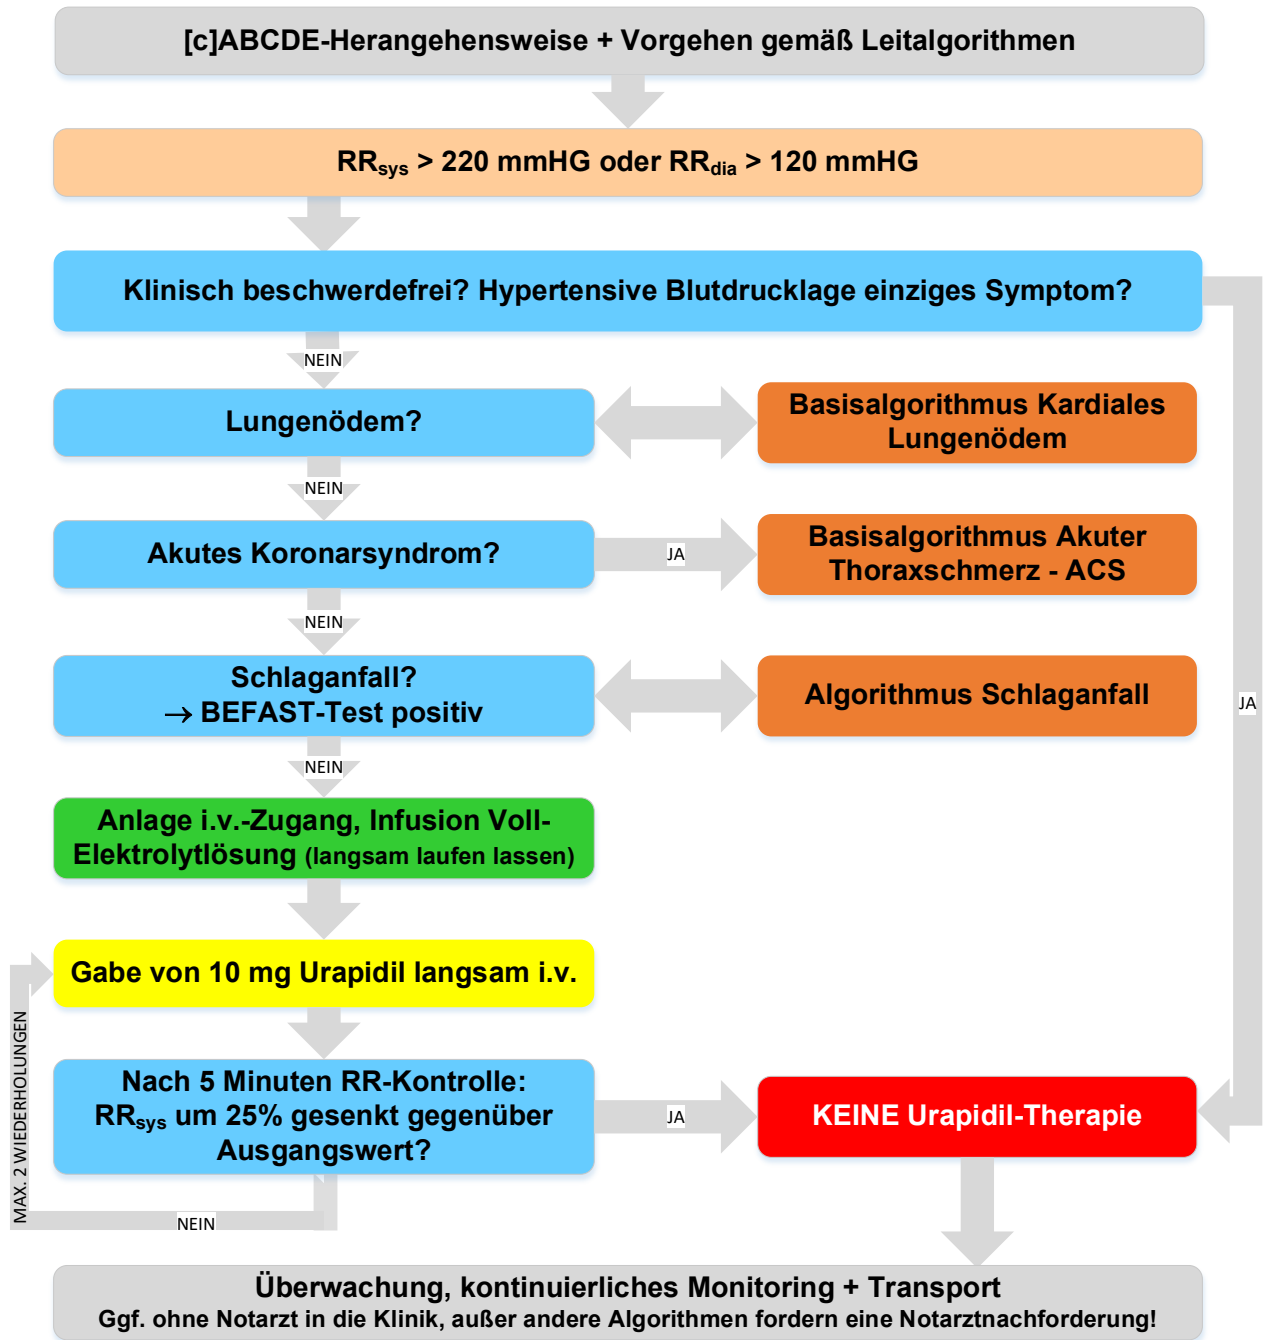 [c]ABCDE-Herangehensweise + Vorgehen gemäß Leitalgorithmen
RRsys > 220 mmHG oder RRdia > 120 mmHG
Klinisch beschwerdefrei? Hypertensive Blutdrucklage einziges Symptom?
NEIN
Lungenödem?
Basisalgorithmus Kardiales
Lungenödem
NEIN
Akutes Koronarsyndrom?
JA
Basisalgorithmus Akuter
Thoraxschmerz - ACS
NEIN
Schlaganfall?
→ BEFAST-Test positiv
Algorithmus Schlaganfall
JA
NEIN
Anlage i.v.-Zugang, Infusion Voll-
Elektrolytlösung (langsam laufen lassen)
Gabe von 10 mg Urapidil langsam i.v.
MAX. 2 WIEDERHOLUNGEN
Nach 5 Minuten RR-Kontrolle:
RRsys um 25% gesenkt gegenüber
Ausgangswert?
JA
KEINE Urapidil-Therapie
NEIN
Überwachung, kontinuierliches Monitoring + Transport
Ggf. ohne Notarzt in die Klinik, außer andere Algorithmen fordern eine Notarztnachforderung!